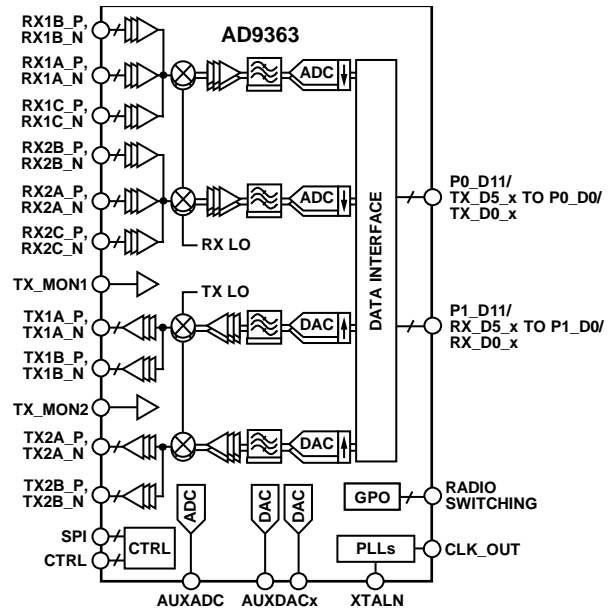 AD9363
RX1B_P,
RX1B_N
RX1A_P,
RX1A_N
RX1C_P,
RX1C_N
RX2B_P,
RX2B_N
RX2A_P,
RX2A_N
RX2C_P,
RX2C_N
TX_MON1
TX1A_P,
TX1A_N
TX1B_P,
TX1B_N
TX_MON2
TX2A_P,
TX2A_N
TX2B_P,
TX2B_N
SPI
CTRL
CTRL
ADC
ADC
RX LO
TX LO
DAC
DAC
DATA INTERFACE
P0_D11/
TX_D5_x TO P0_D0/
TX_D0_x
P1_D11/
RX_D5_x TO P1_D0/
RX_D0_x
ADC
DAC
DAC
GPO
RADIO
SWITCHING
PLLs
CLK_OUT
AUXADC
AUXDACx
XTALN